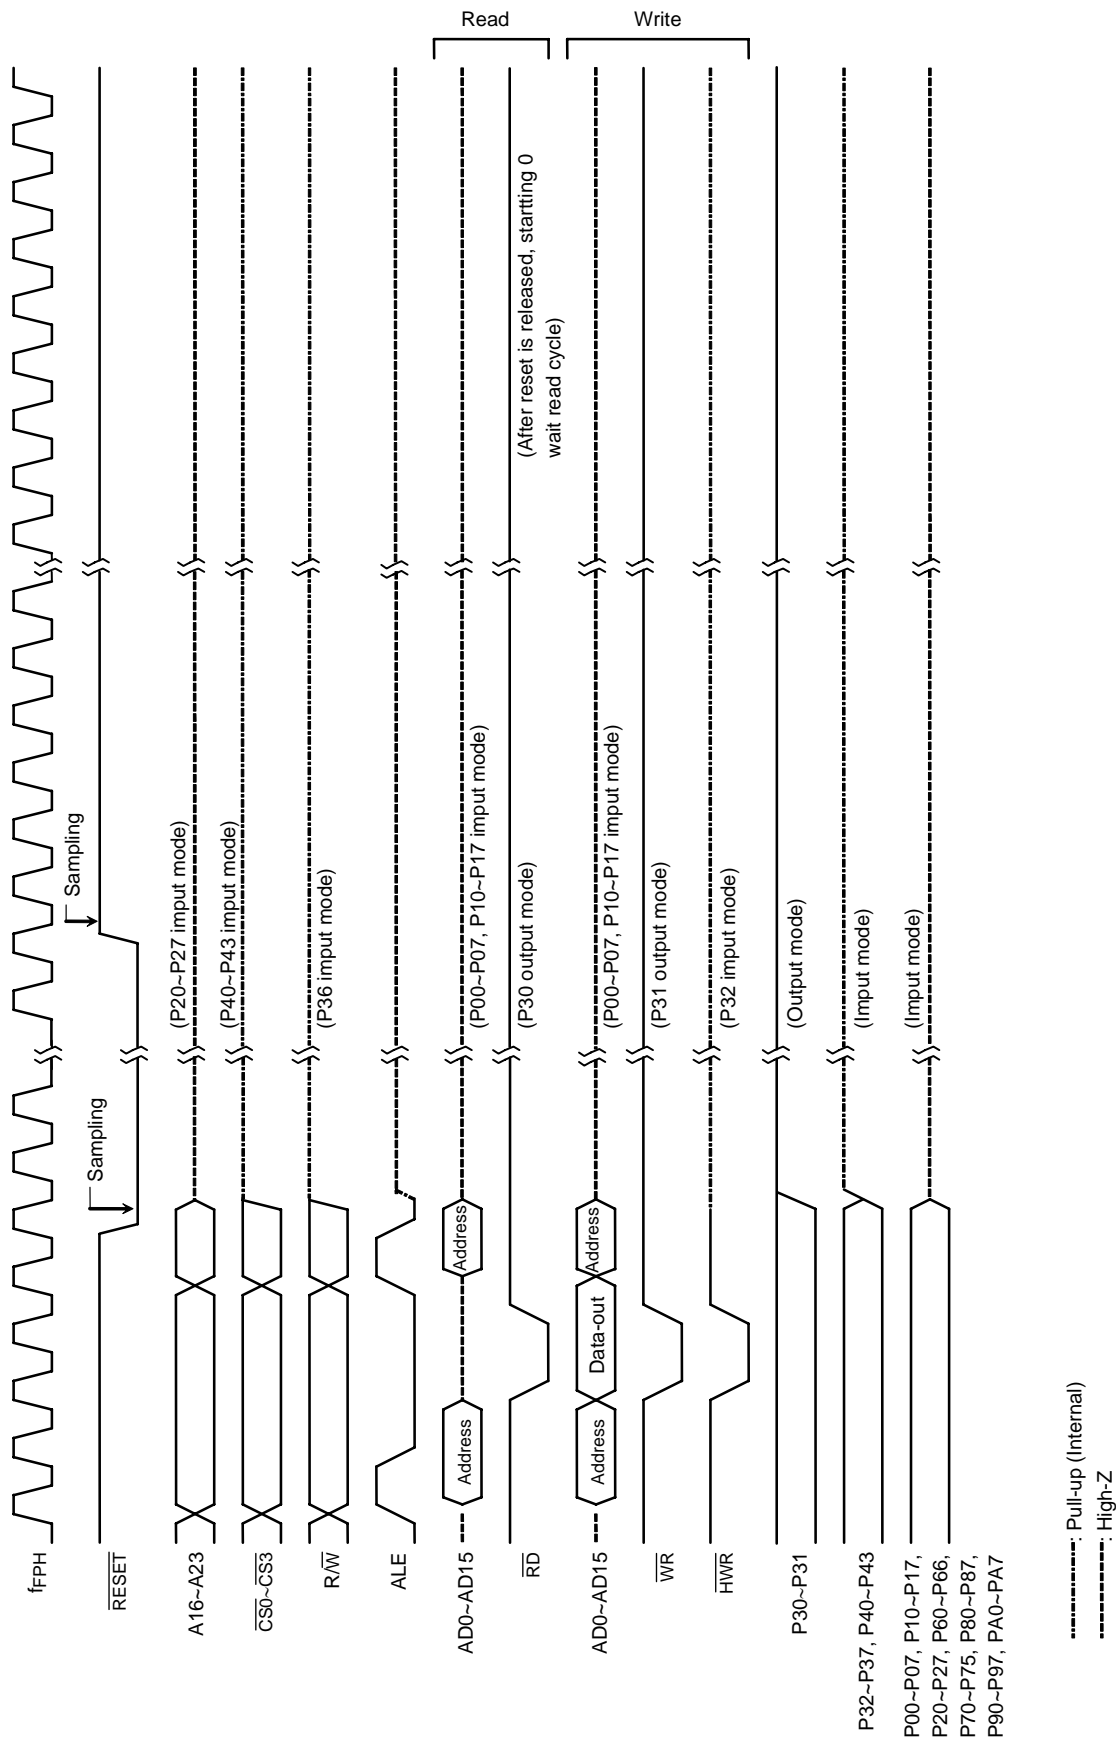 Read
Write
fFPH
Sampling
Sampling
RESET
A16~A23
(P20~P27 imput mode)
CS0~CS3
(P40~P43 imput mode)
R/W
(P36 imput mode)
ALE
AD0~AD15
Address
Address
(P00~P07, P10~P17 imput mode)
RD
(P30 output mode)
(After reset is released, startting 0
wait read cycle)
AD0~AD15
Address
Data-out
Address
(P00~P07, P10~P17 imput mode)
WR
(P31 output mode)
HWR
(P32 imput mode)
P30~P31
(Output mode)
P32~P37, P40~P43
(Imput mode)
P00~P07, P10~P17,
P20~P27, P60~P66,
P70~P75, P80~P87,
P90~P97, PA0~PA7
(Imput mode)
: Pull-up (Internal)
: High-Z